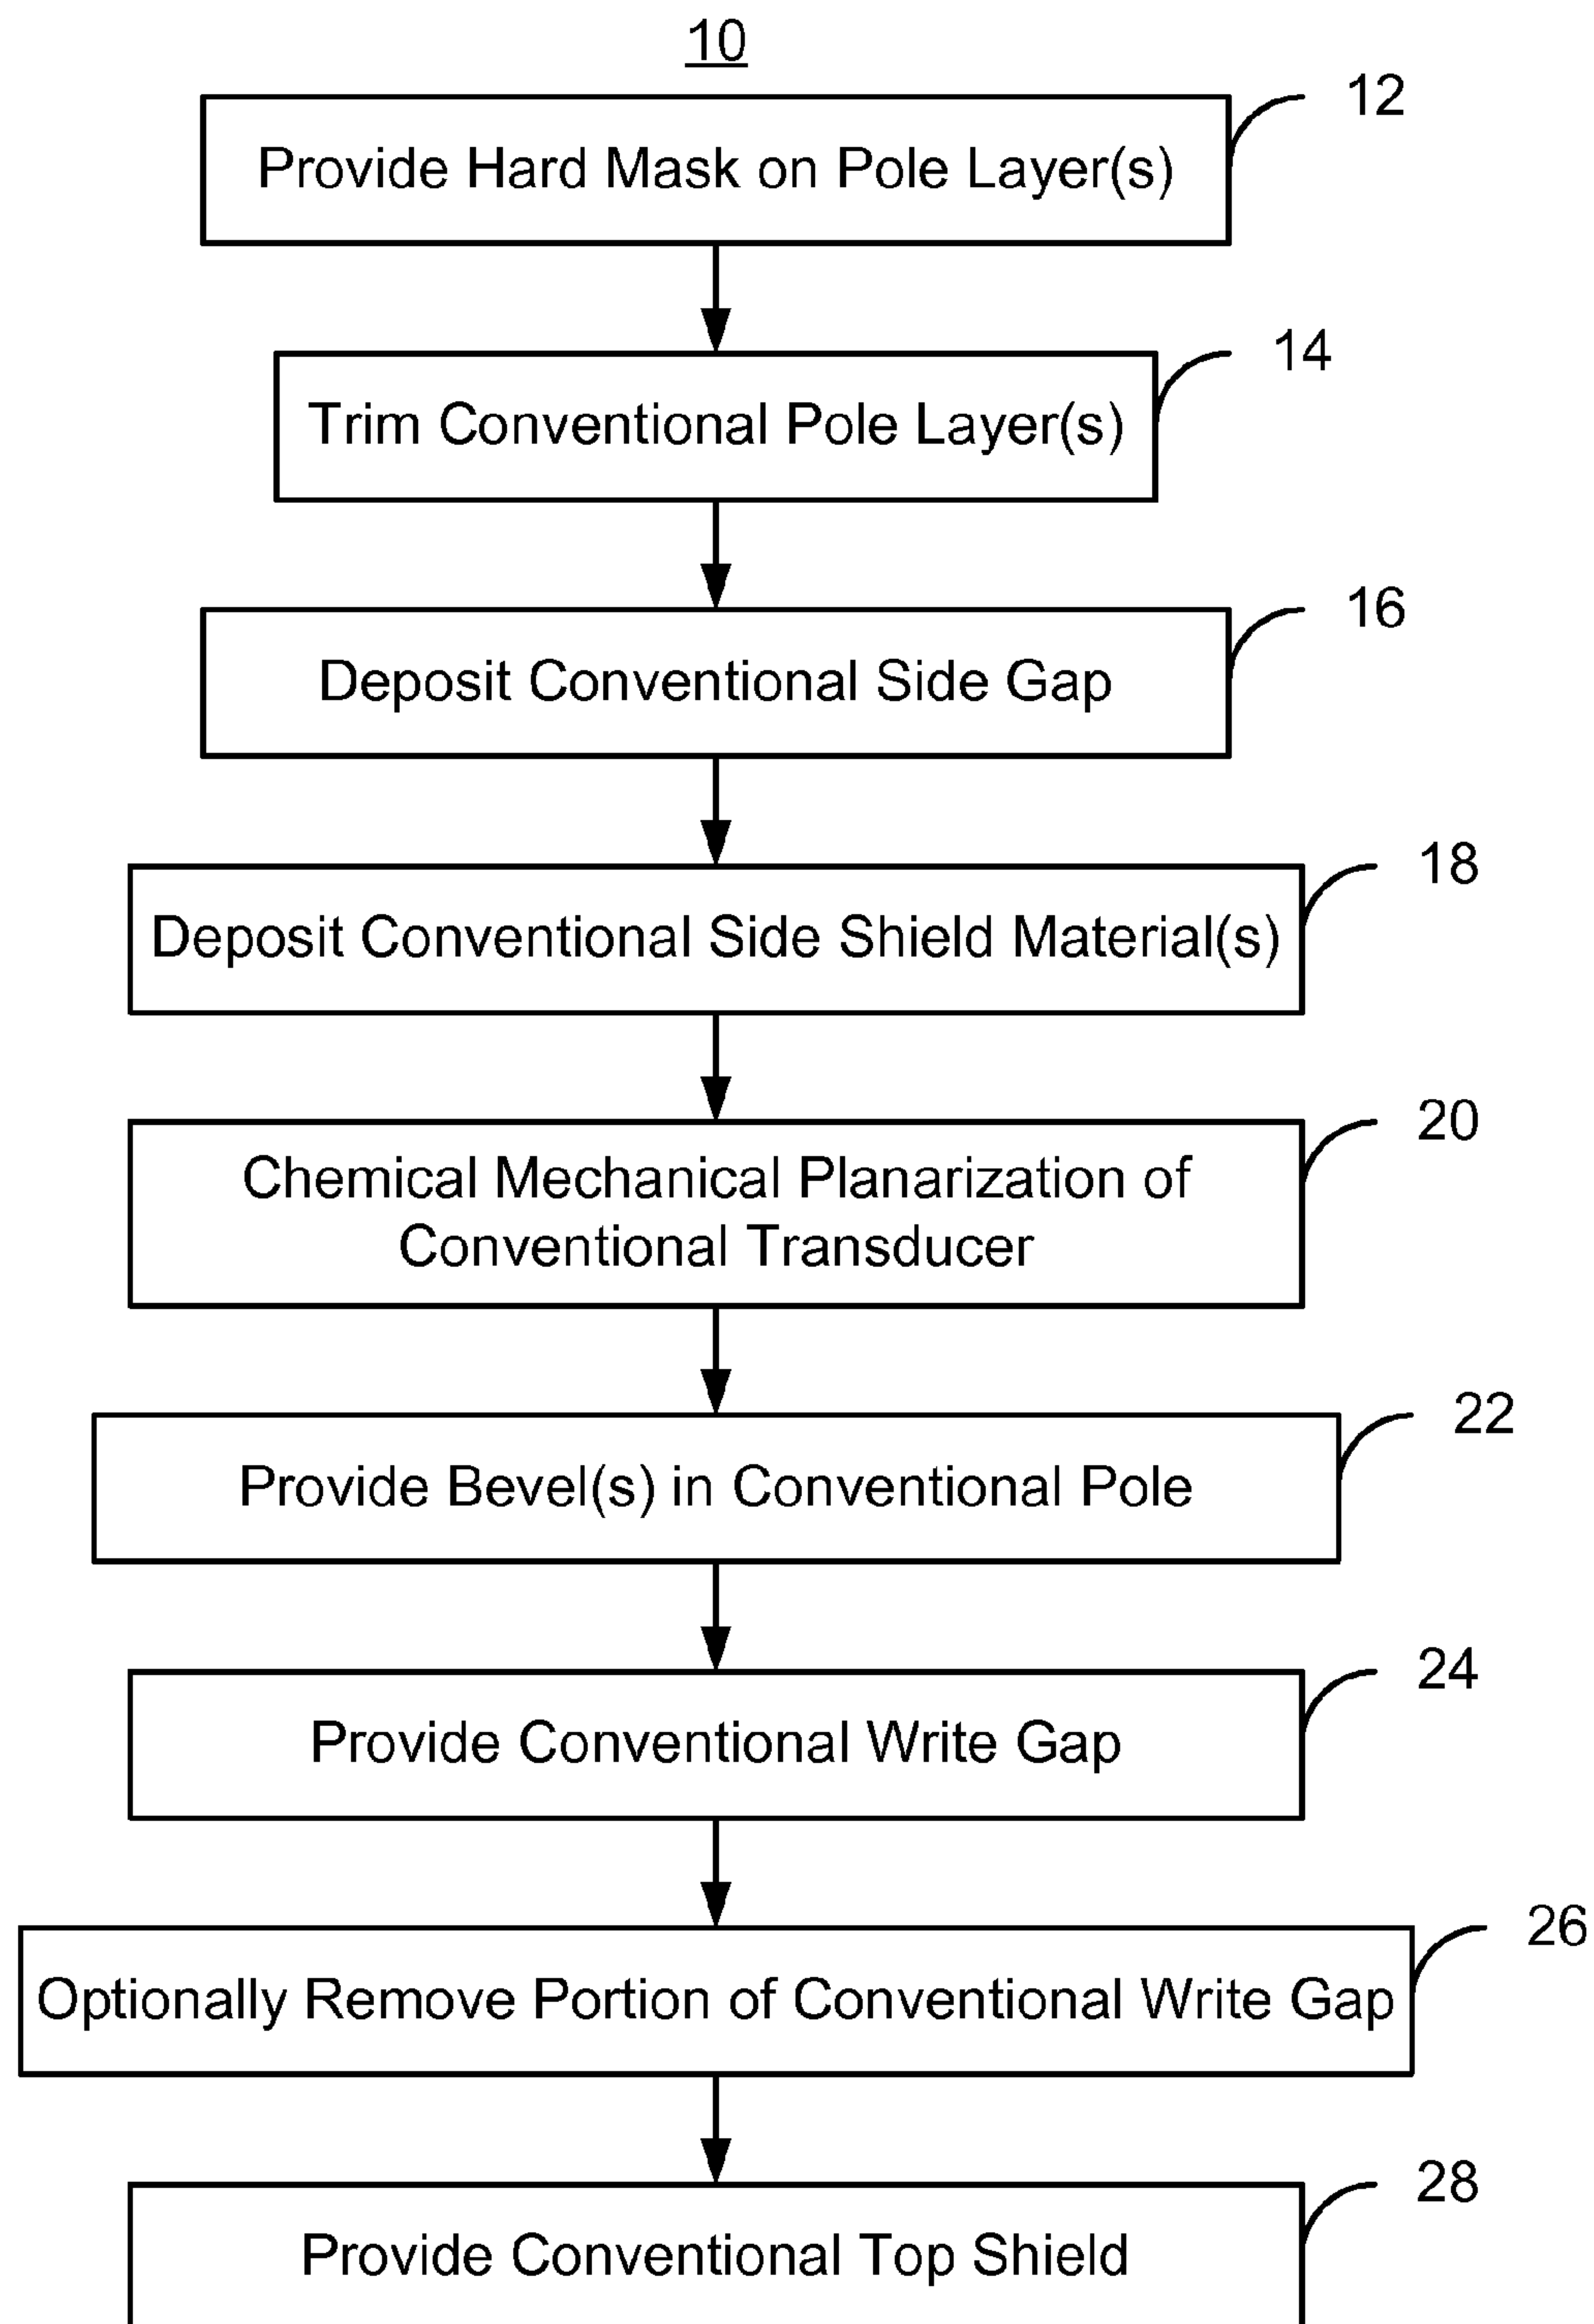 10
12
Provide Hard Mask on Pole Layer(s)
14
Trim Conventional Pole Layer(s)
16
Deposit Conventional Side Gap
18
Deposit Conventional Side Shield Material(s)
20
Chemical Mechanical Planarization of
Conventional Transducer
22
Provide Bevel(s) in Conventional Pole
24
Provide Conventional Write Gap
26
Optionally Remove Portion of Conventional Write Gap
28
Provide Conventional Top Shield